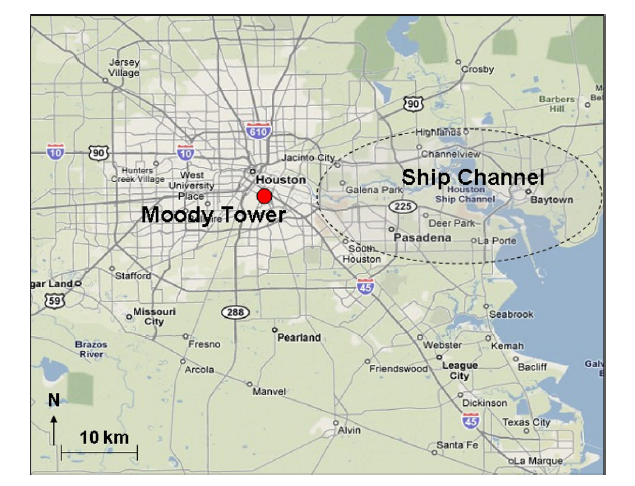 Jersey
Village
Crosby
90
Barbers
Hill
610
Highlands
10
90
10
Jacinto City
Channelview
Hunters
Creek Village
West
University
Place
Houston
Galena Park
Ship Channel
Houston
Ship Channel
Baytown
Moody Tower
225
Deer Park
Pasadena
La Porte
South
Houston
Stafford
gar Land
59
45
Missouri
City
288
Seabrook
Brazos
River
Fresno
Pearland
Webster
Kemah
Arcola
Friendswood
League
City
Bacliff
Manvel
N
Dickinson
45
Texas City
10 km
Alvin
Santa Fe
La Marque